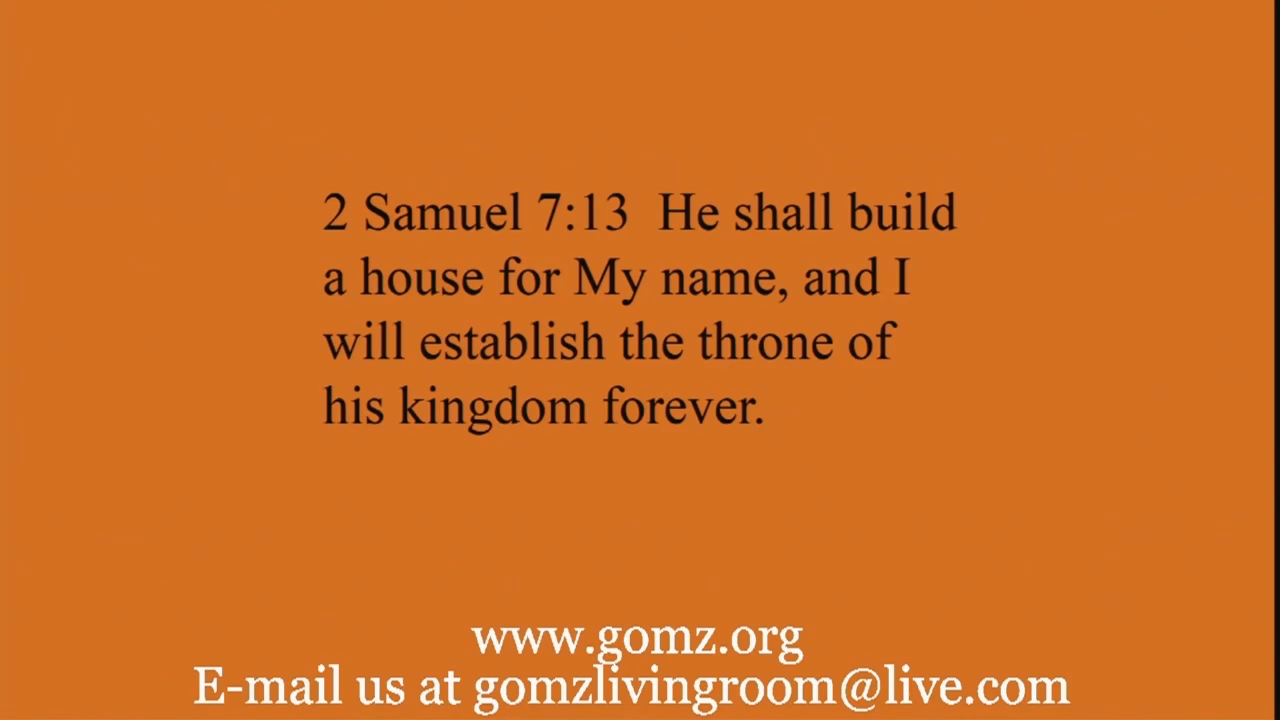 2 Samuel 7:13  He shall build
a house for My name, and I
will establish the throne of
his kingdom forever.
www.gomz.org
E-mail us at gomzlivingroom@live.com